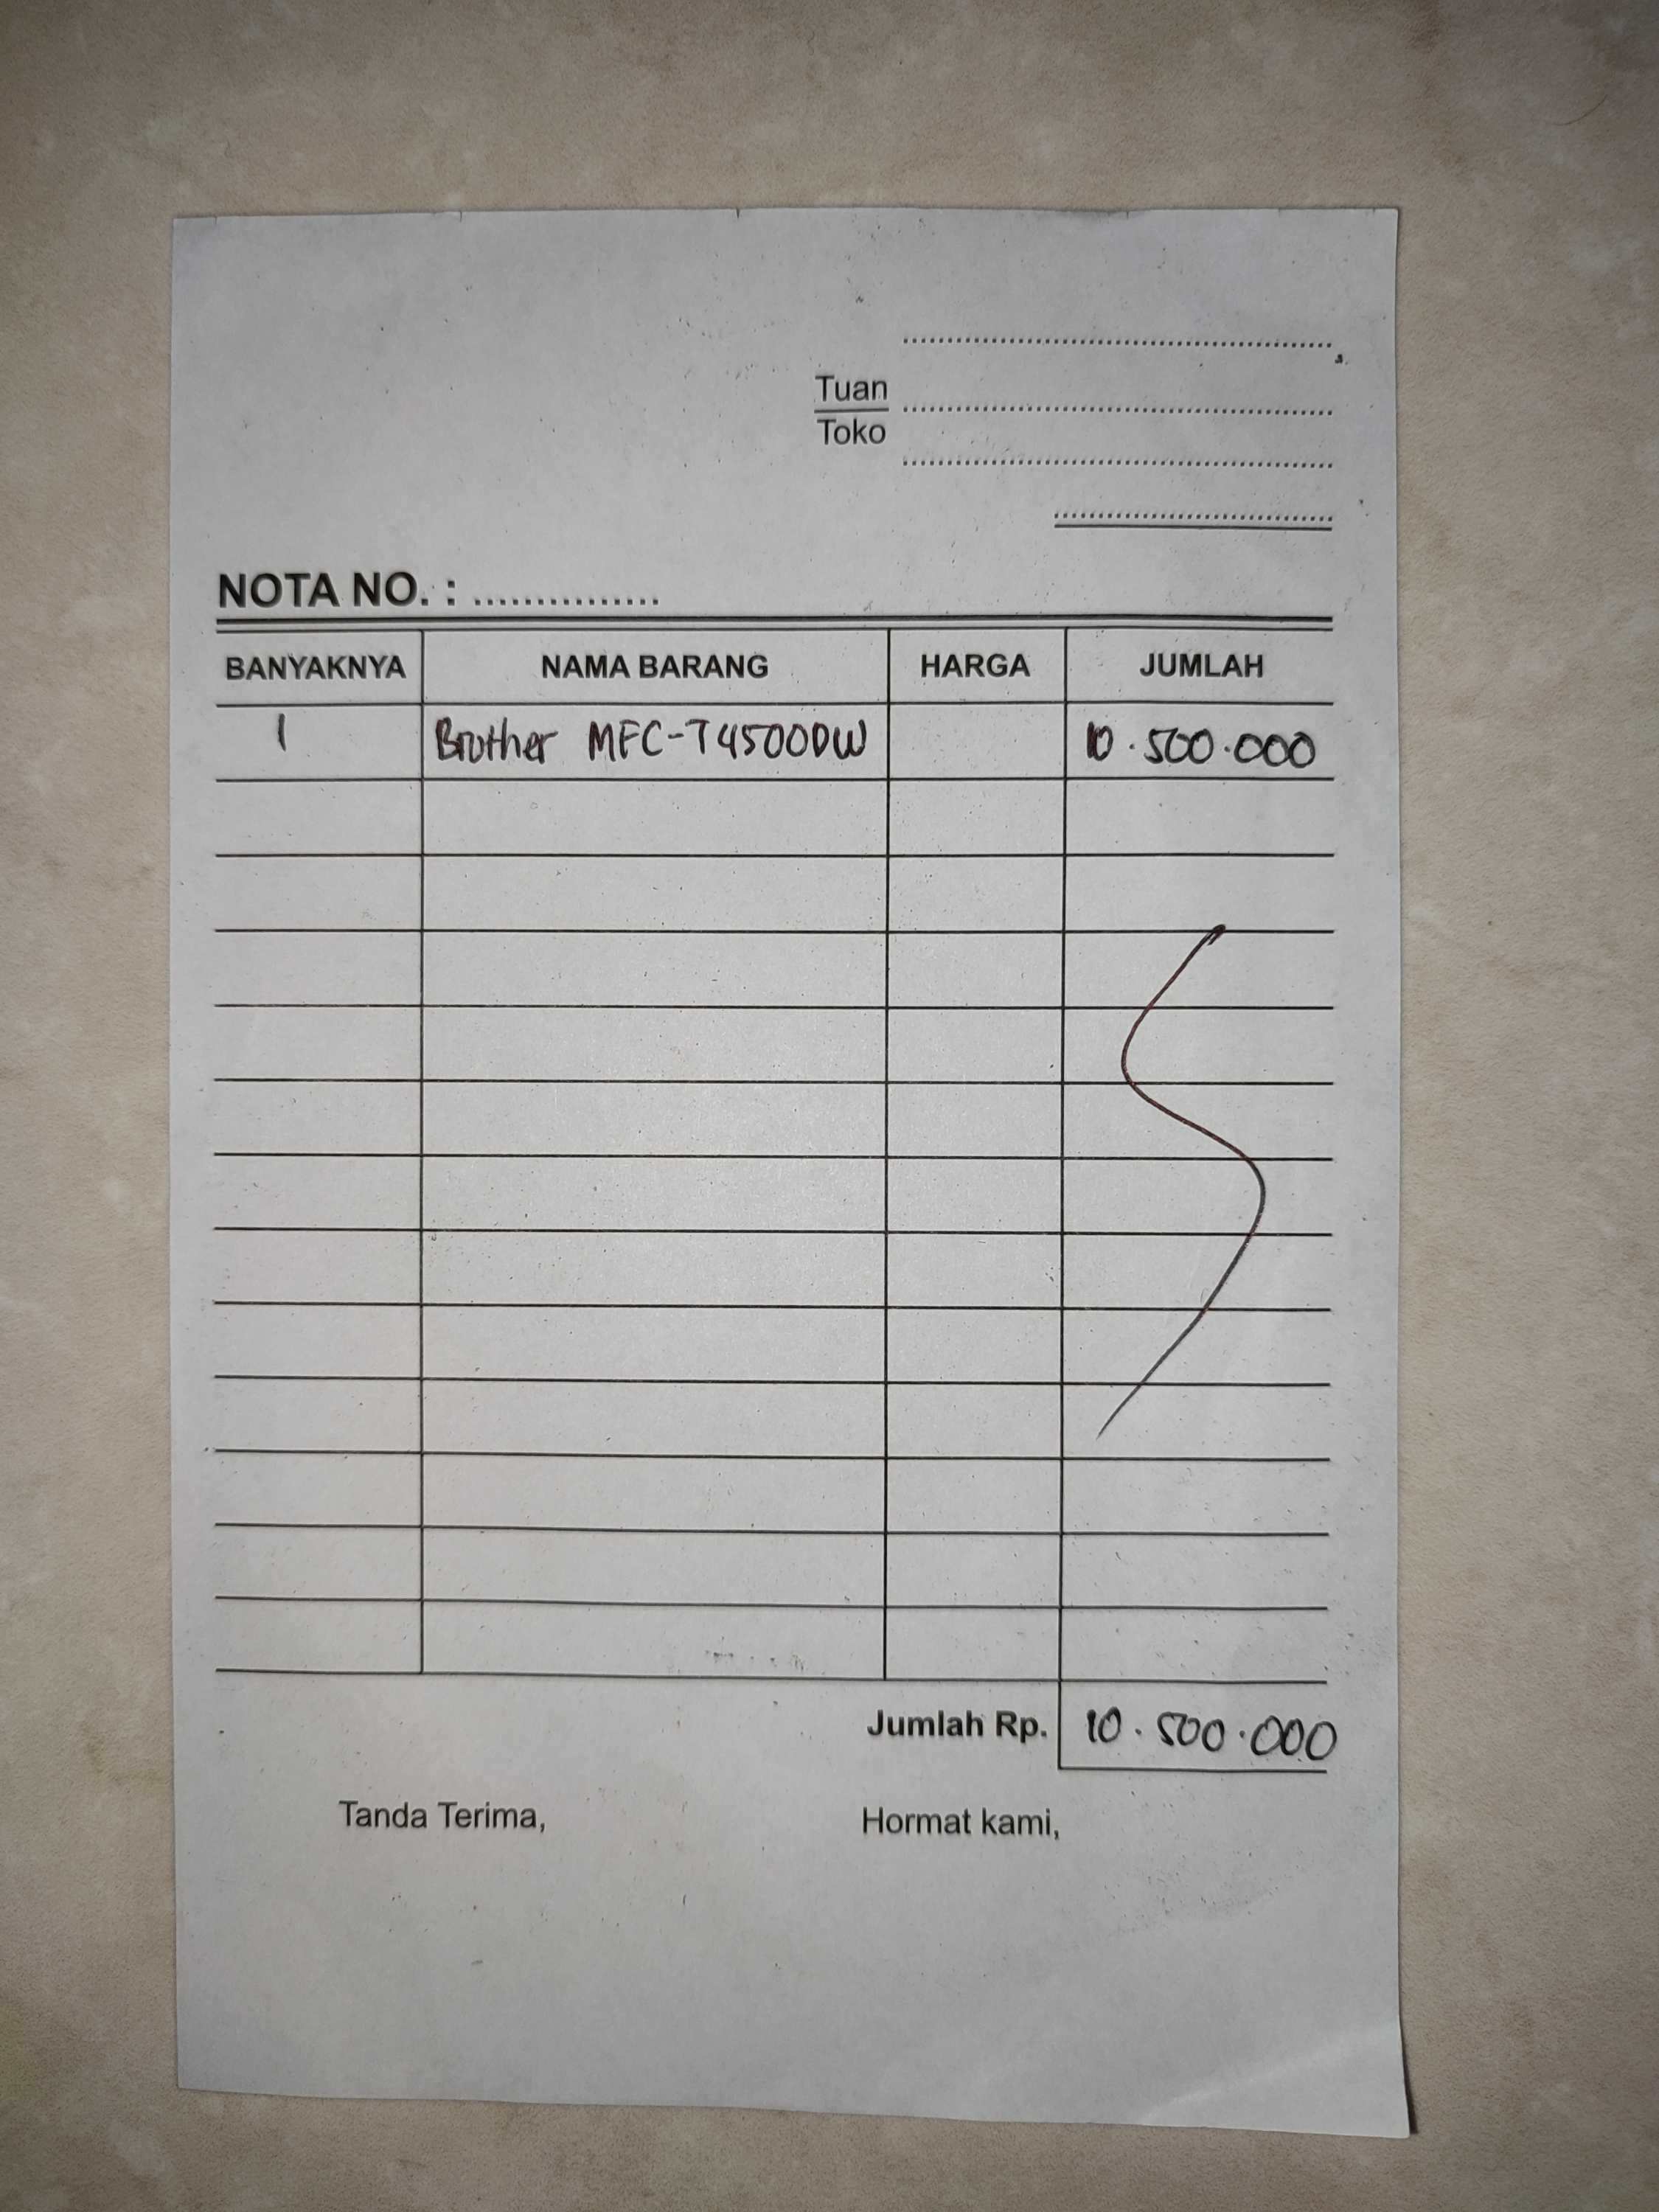 Tuan
Toko
NOTA NO. : ...............
BANYAKNYA NAMA BARANG HARGA JUMLAH
1 Brother MFC-T4500DW 10.500.000
Jumlah Rp. 10.500.000
Tanda Terima, Hormat kami,